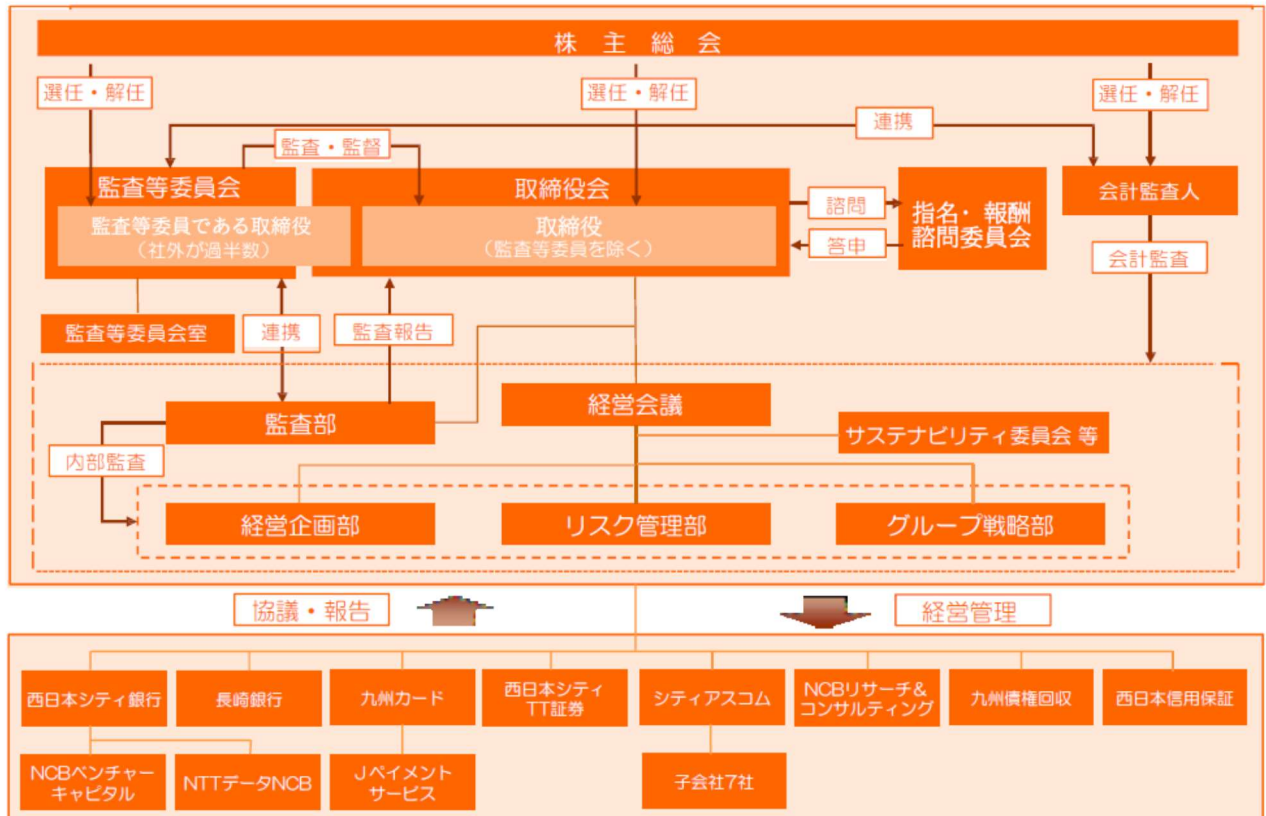 株 主 総 会
選任・解任
選任・解任
選任・解任
連携
監査・監督
監査等委員会
監査等委員である取締役
（社外が過半数）
取締役会
取締役
（監査等委員を除く）
諮問
答申
指名・報酬
諮問委員会
会計監査人
会計監査
監査等委員会室
連携
監査報告
経営会議
監査部
サステナビリティ委員会 等
内部監査
経営企画部
リスク管理部
グループ戦略部
協議・報告
経営管理
西日本シティ銀行
長崎銀行
九州カード
西日本シティ
TT証券
シティアスコム
NCBリサーチ&
コンサルティング
九州債権回収
西日本信用保証
NCBベンチャー
キャピタル
NTTデータNCB
Jペイメント
サービス
子会社7社